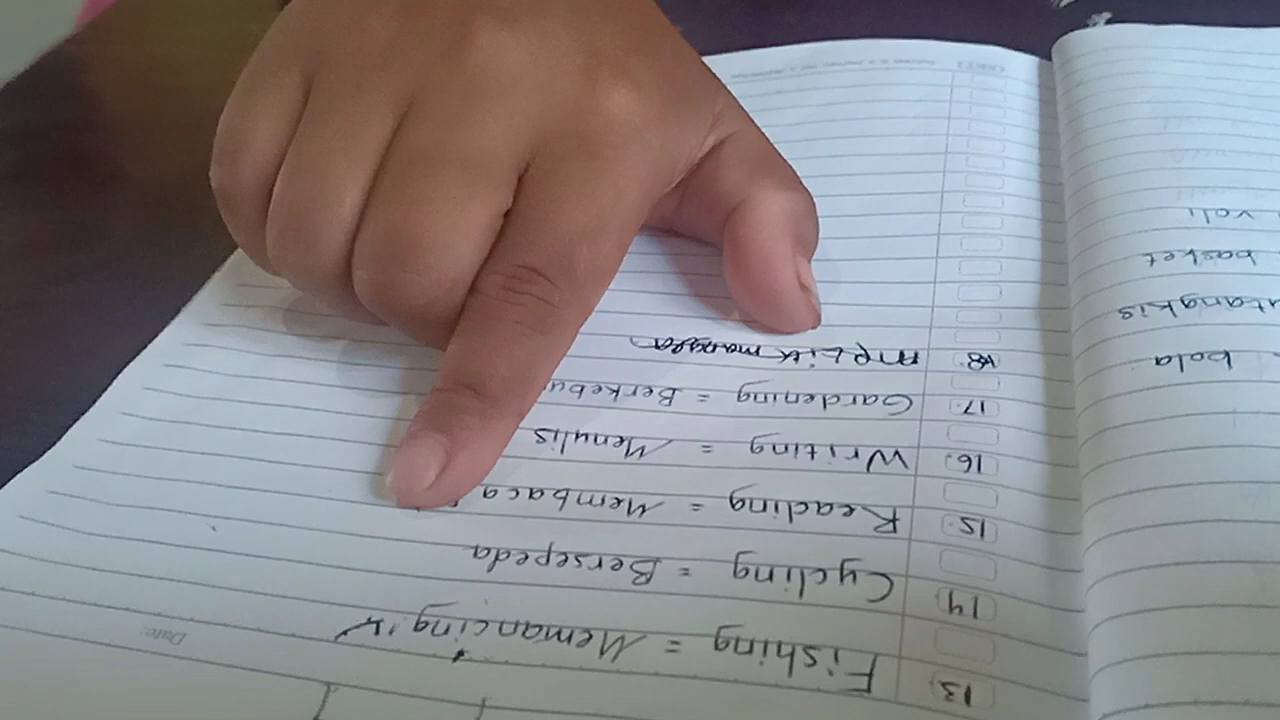 Date:
13. Fishing = Memancing
14. Cycling = Bersepeda
15. Reading = Membaca
16. Writing = Menulis
17. Gardening = Berkebu
18.
voli
basket
tangkis
bola